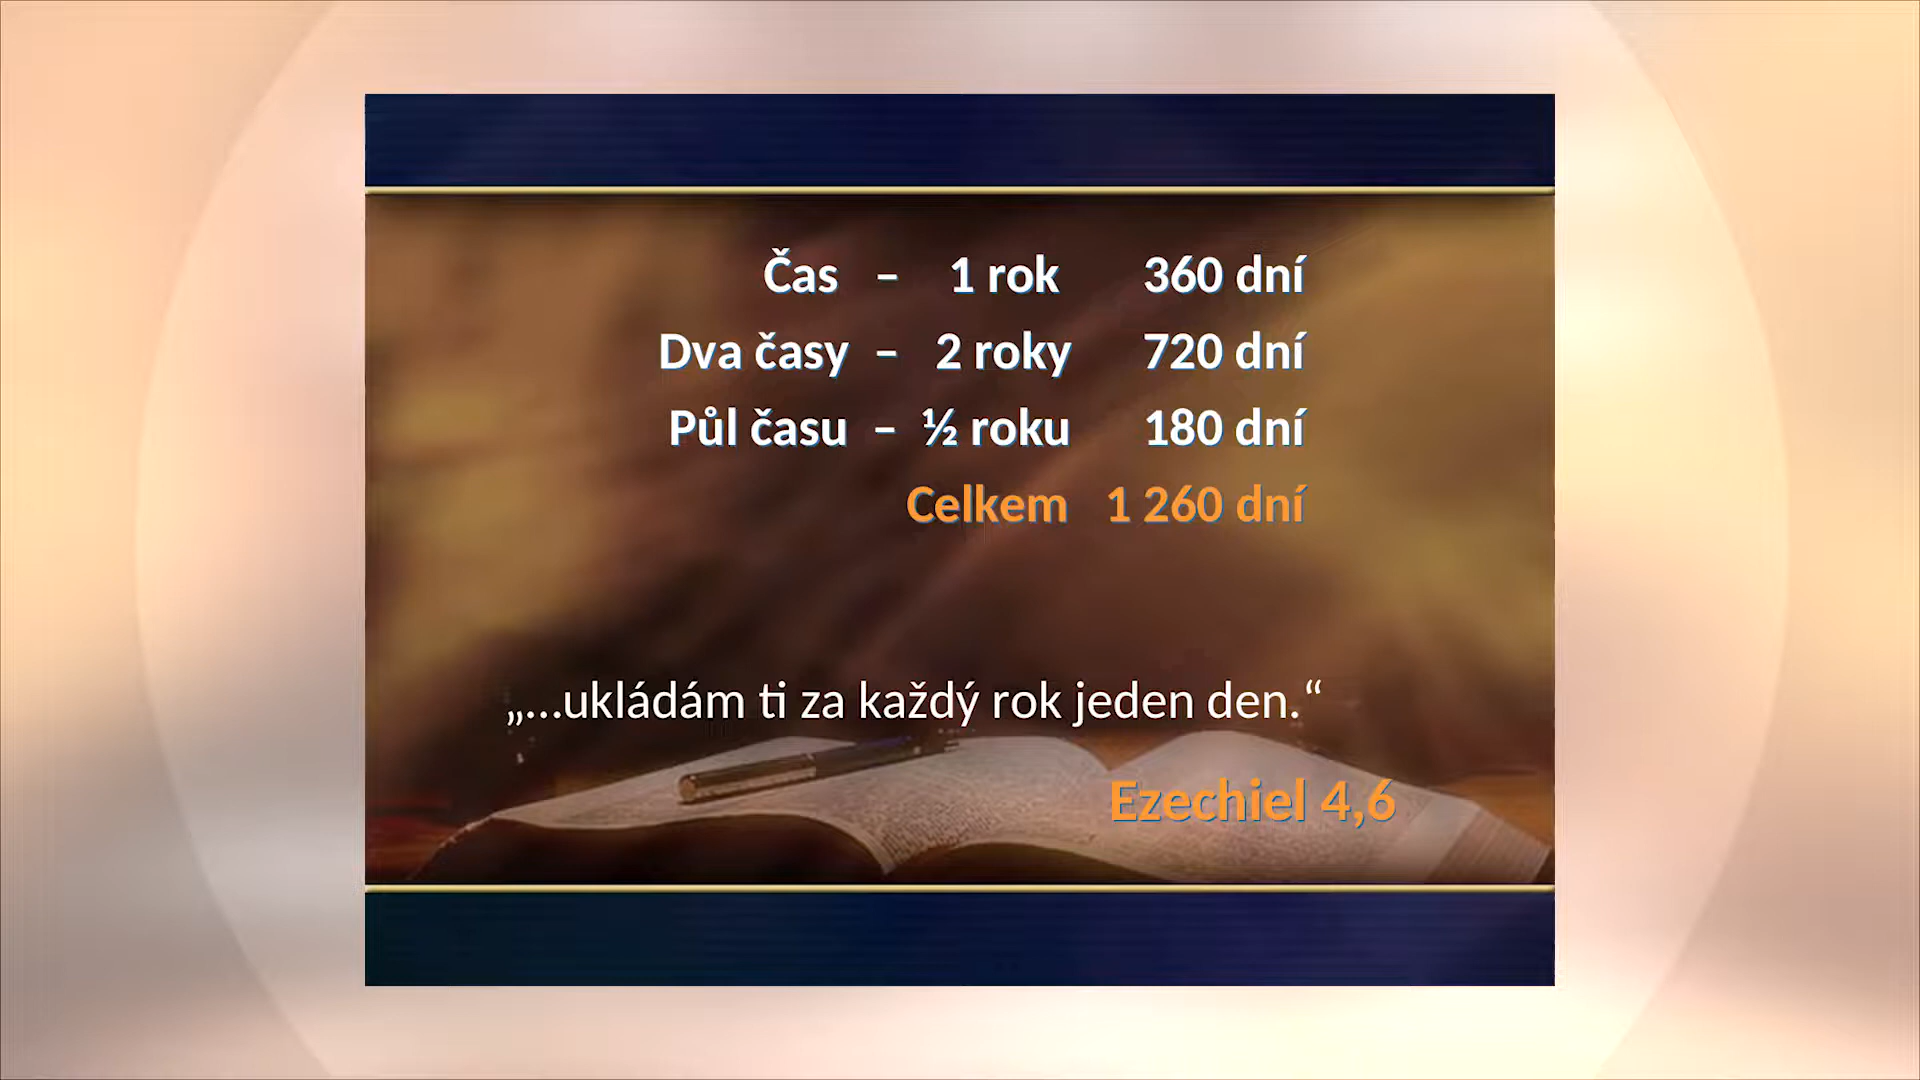 Čas – 1 rok 360 dní
Dva časy – 2 roky 720 dní
Půl času – ½ roku 180 dní
Celkem 1 260 dní
„...ukládám ti za každý rok jeden den.“
Ezechiel 4,6